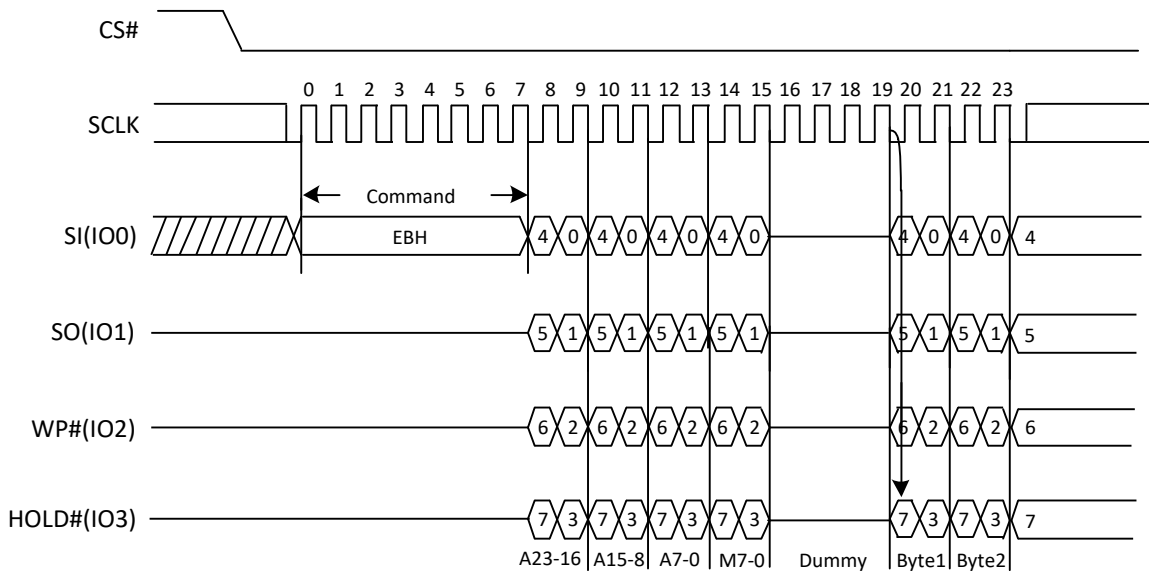 CS#
0 1 2 3 4 5 6 7 8 9 10 11 12 13 14 15 16 17 18 19 20 21 22 23
SCLK
Command
SI(IO0) EBH 4 0 4 0 4 0 4 0 4 0 4 0 4
SO(IO1) 5 1 5 1 5 1 5 1 5 1 5 1 5
WP#(IO2) 6 2 6 2 6 2 6 2 6 2 6 2 6
HOLD#(IO3) 7 3 7 3 7 3 7 3 7 3 7 3 7
A23-16 A15-8 A7-0 M7-0 Dummy Byte1 Byte2